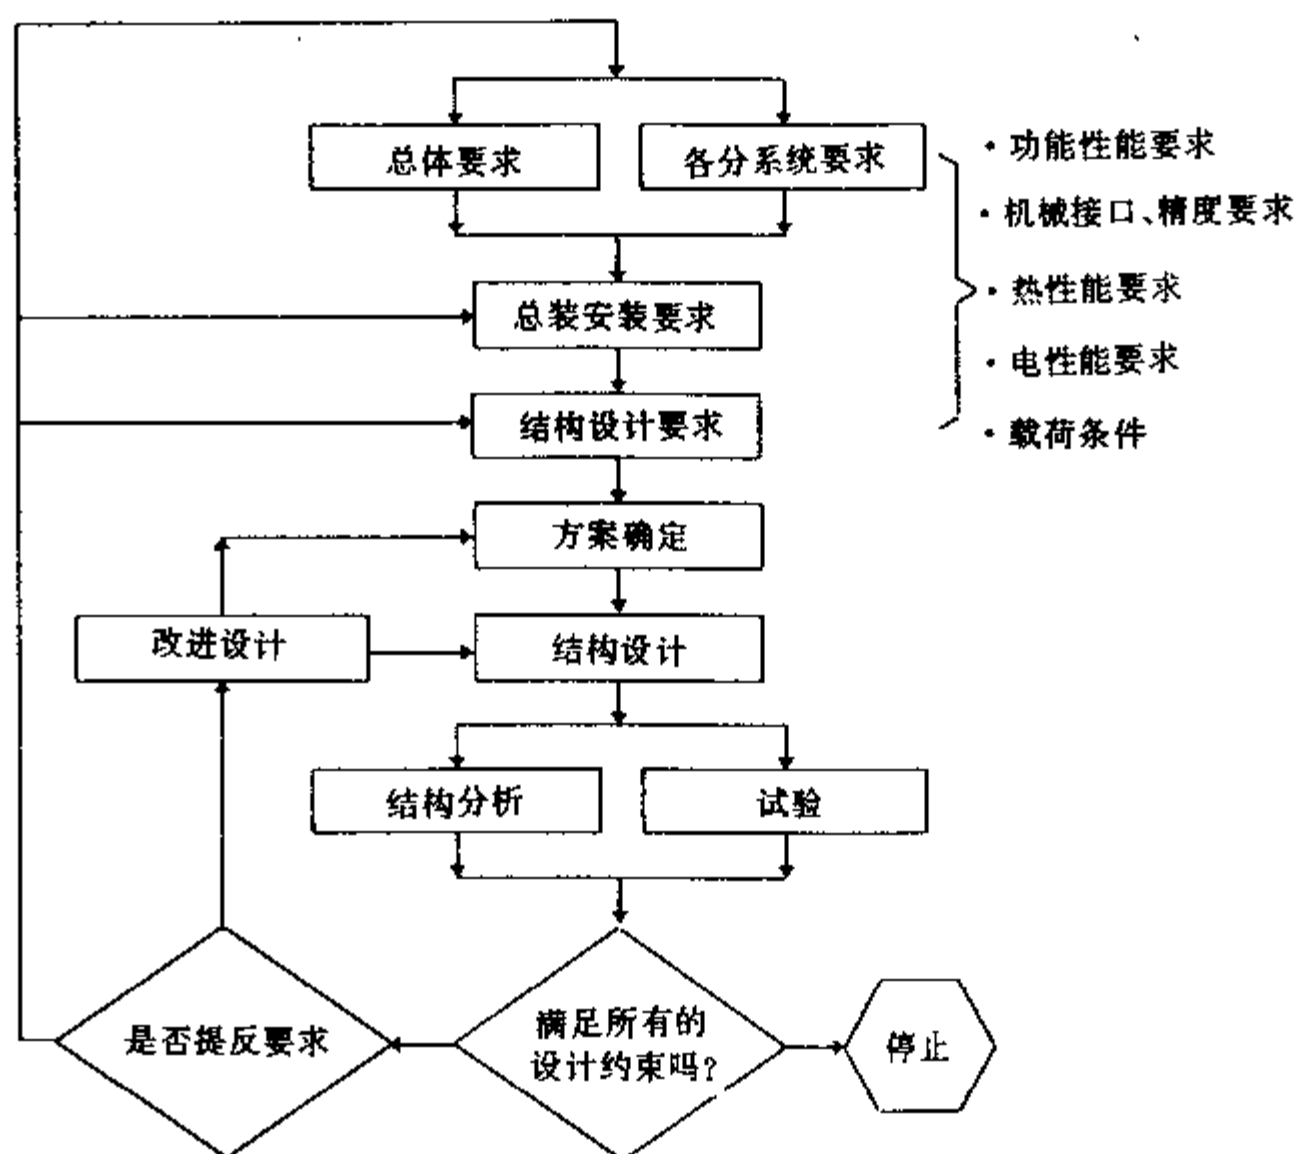 总体要求
各分系统要求
·功能性能要求
·机械接口、精度要求
·热性能要求
·电性能要求
·载荷条件
总装安装要求
结构设计要求
方案确定
改进设计
结构设计
结构分析
试验
是否提反要求
满足所有的
设计约束吗?
停止